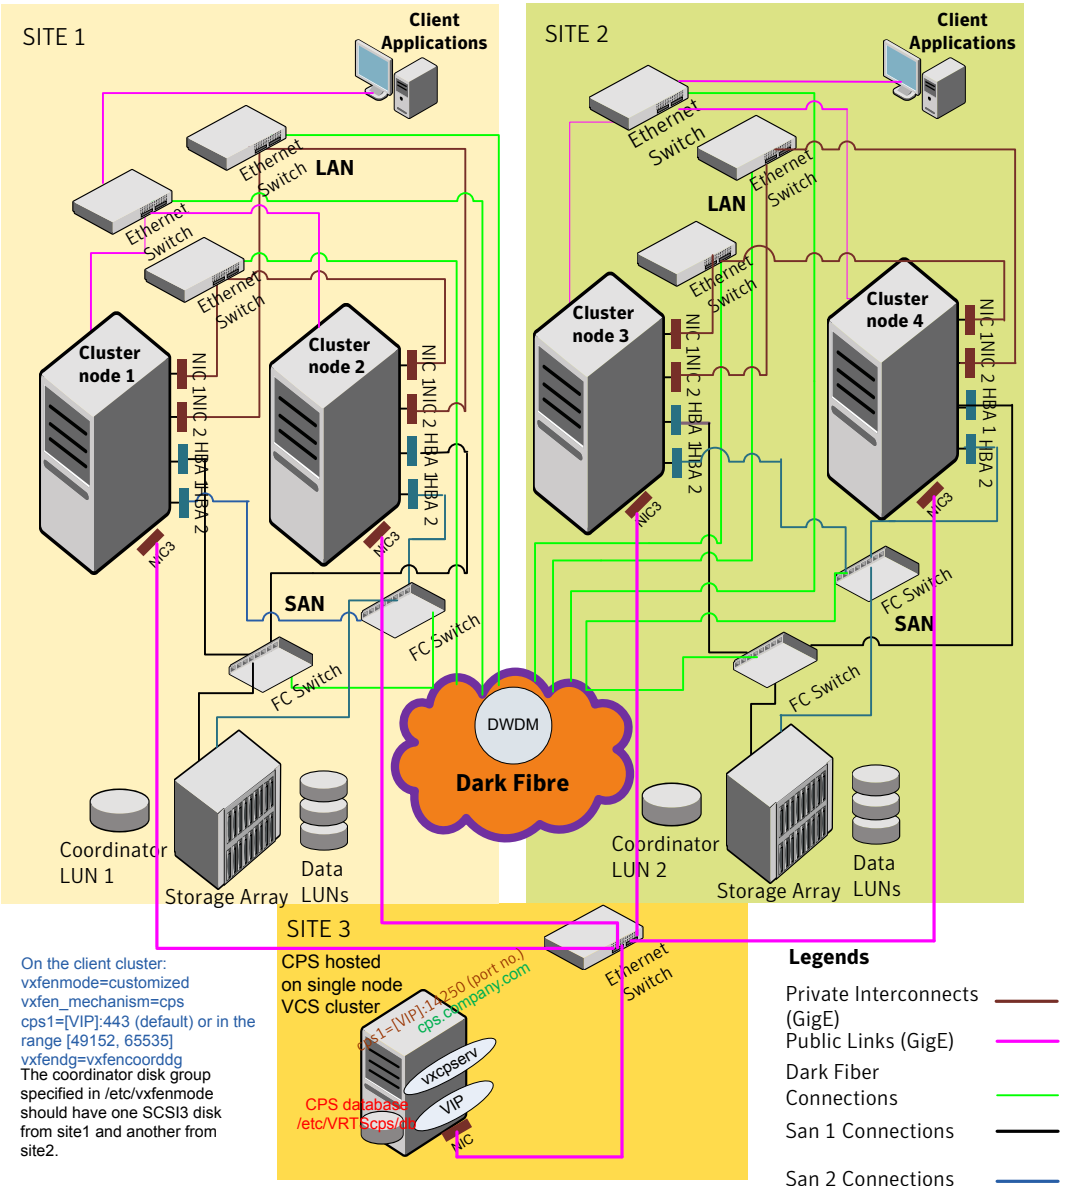 SITE 1
Client
Applications
Ethernet
Switch
LAN
Ethernet
Switch
Ethernet
Switch
Cluster
node 1
NIC 1
NIC 2
HBA 1
HBA 2
NIC3
Cluster
node 2
NIC 1
NIC 2
HBA 1
HBA 2
NIC3
SAN
FC Switch
FC Switch
Coordinator
LUN 1
Storage Array
Data
LUNs
SITE 2
Client
Applications
Ethernet
Switch
Ethernet
Switch
LAN
Ethernet
Switch
Cluster
node 3
NIC 1
NIC 2
HBA 1
HBA 2
NIC3
Cluster
node 4
NIC 1
NIC 2
HBA 1
HBA 2
NIC3
FC Switch
SAN
FC Switch
DWDM
Dark Fibre
Coordinator
LUN 2
Storage Array
Data
LUNs
SITE 3
CPS hosted
on single node
VCS cluster
Ethernet
Switch
cps1=[VIP]:14250 (port no.)
cps.company.com
vxcpserv
VIP
CPS database
/etc/VRTScps/db
NIC
On the client cluster:
vxfenmode=customized
vxfen_mechanism=cps
cps1=[VIP]:443 (default) or in the
range [49152, 65535]
vxfendg=vxfencoorddg
The coordinator disk group
specified in /etc/vxfenmode
should have one SCSI3 disk
from site1 and another from
site2.
Legends
Private Interconnects
(GigE)
Public Links (GigE)
Dark Fiber
Connections
San 1 Connections
San 2 Connections